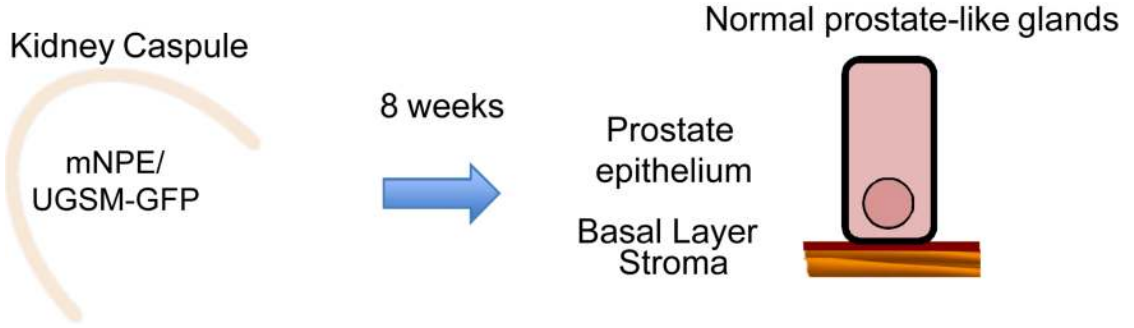 Kidney Caspule
mNPE/
UGSM-GFP
8 weeks
Normal prostate-like glands
Prostate
epithelium
Basal Layer
Stroma